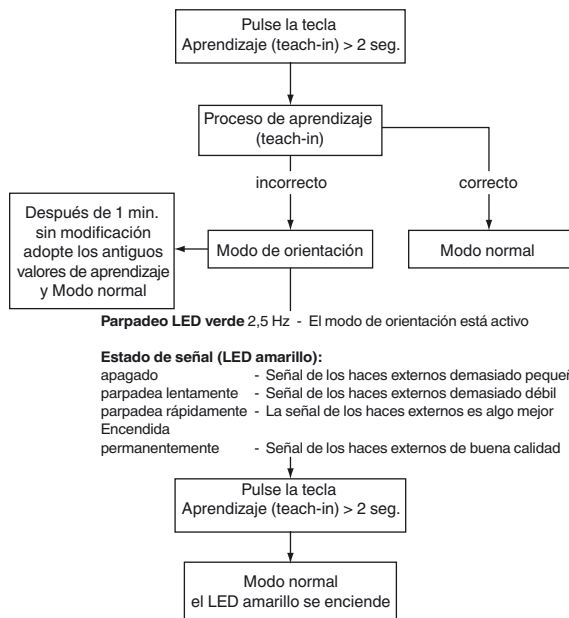 Pulse la tecla
Aprendizaje (teach-in) > 2 seg.
Proceso de aprendizaje
(teach-in)
incorrecto
correcto
Después de 1 min.
sin modificación
adopte los antiguos
valores de aprendizaje
y Modo normal
Modo de orientación
Modo normal
Parpadeo LED verde 2,5 Hz - El modo de orientación está activo
Estado de señal (LED amarillo):
apagado - Señal de los haces externos demasiado pequeñ
parpadea lentamente - Señal de los haces externos demasiado débil
parpadea rápidamente - La señal de los haces externos es algo mejor
Encendida
permanentemente - Señal de los haces externos de buena calidad
Pulse la tecla
Aprendizaje (teach-in) > 2 seg.
Modo normal
el LED amarillo se enciende